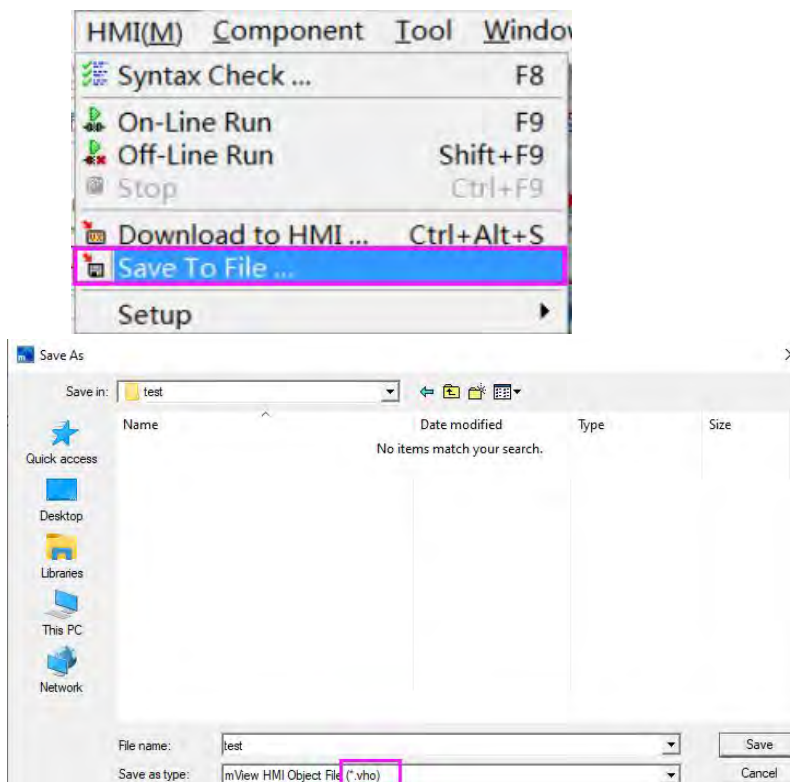 HMI(M) Component Tool Window
Syntax Check ... F8
On-Line Run F9
Off-Line Run Shift+F9
Stop Ctrl+F9
Download to HMI ... Ctrl+Alt+S
Save To File ...
Setup
Save As
Save in: test
Name Date modified Type Size
No items match your search.
Quick access
Desktop
Libraries
This PC
Network
File name: test Save
Save as type: mView HMI Object File (*.vho) Cancel